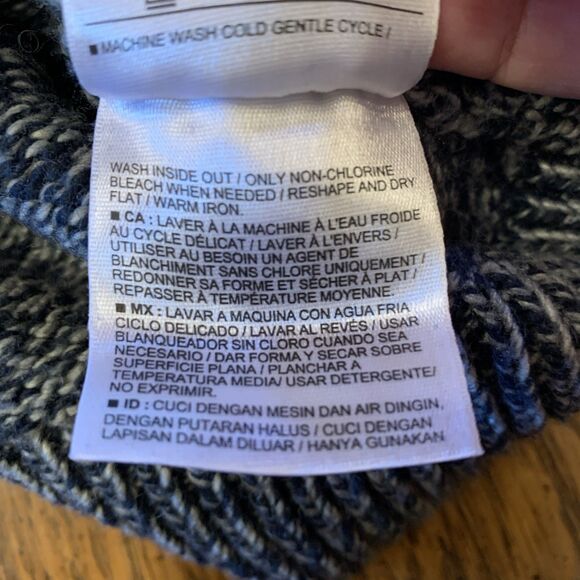 ■ MACHINE WASH COLD GENTLE CYCLE /
WASH INSIDE OUT / ONLY NON-CHLORINE
BLEACH WHEN NEEDED / RESHAPE AND DRY
FLAT / WARM IRON.
■ CA : LAVER À LA MACHINE À L'EAU FROIDE
AU CYCLE DÉLICAT / LAVER À L'ENVERS /
UTILISER AU BESOIN UN AGENT DE
BLANCHIMENT SANS CHLORE UNIQUEMENT /
REDONNER SA FORME ET SÉCHER À PLAT /
REPASSER À TEMPÉRATURE MOYENNE.
■ MX : LAVAR A MAQUINA CON AGUA FRIA
CICLO DELICADO / LAVAR AL REVÉS / USAR
BLANQUEADOR SIN CLORO CUANDO SEA
NECESARIO / DAR FORMA Y SECAR SOBRE
SUPERFICIE PLANA / PLANCHAR A
TEMPERATURA MEDIA/ USAR DETERGENTE/
NO EXPRIMIR.
■ ID : CUCI DENGAN MESIN DAN AIR DINGIN,
DENGAN PUTARAN HALUS / CUCI DENGAN
LAPISAN DALAM DILUAR / HANYA GUNAKAN